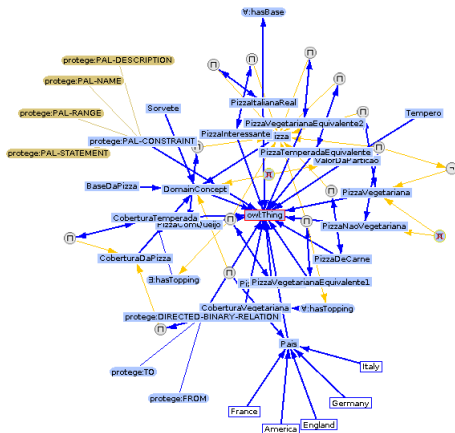 ∀:hasBase
protege:PAL-DESCRIPTION
protege:PAL-NAME
PizzaItalianaReal
Sorvete
protege:PAL-RANGE
Tempero
PizzaVegetarianaEquivalente2
PizzaInteressante
izza
protege:PAL-CONSTRAINT
protege:PAL-STATEMENT
PizzaTemperadaEquivalente
ValorDaParticao
BaseDaPizza
DomainConcept
PizzaVegetariana
CoberturaTemperada
owl:Thing
PizzaComQueijo
PizzaNaoVegetariana
CoberturaDaPizza
PizzaDeCarne
∃:hasTopping
PizzaVegetarianaEquivalente1
CoberturaVegetariana
∀:hasTopping
protege:DIRECTED-BINARY-RELATION
Pais
protege:TO
Italy
protege:FROM
Germany
France
America
England